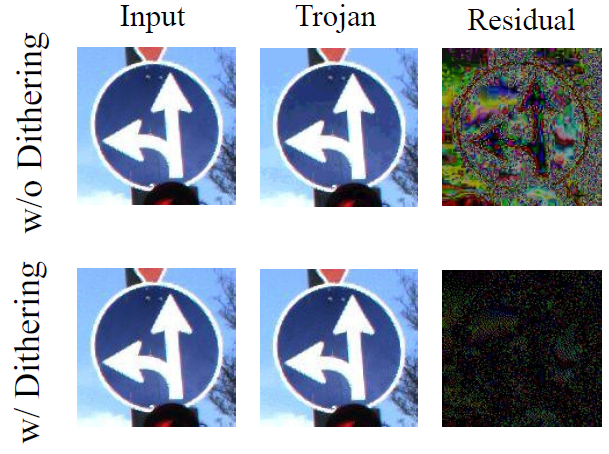 Input Trojan Residual
w/o Dithering
w/ Dithering